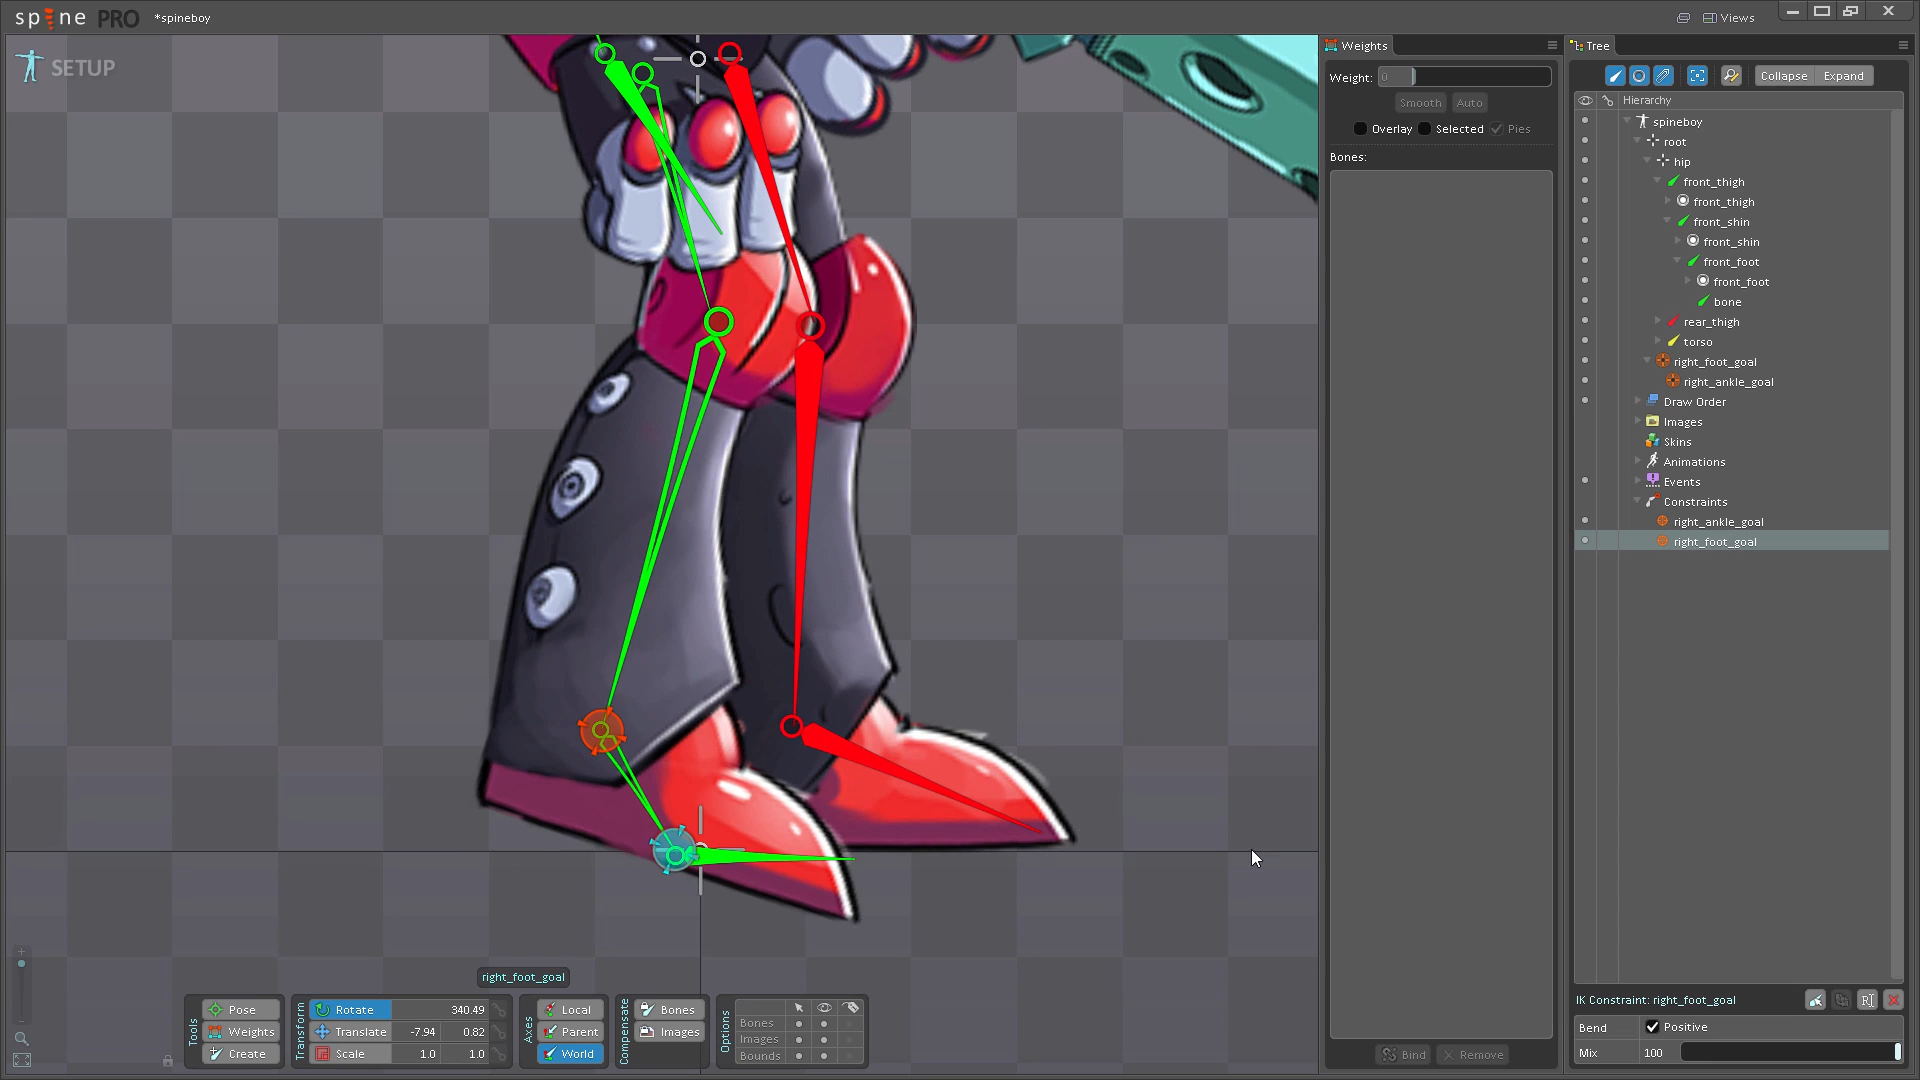 spine PRO *spineboy Views
SETUP
Weights
Weight: 0
Smooth Auto
Overlay Selected Pies
Bones:
Bind Remove
Tree
Collapse Expand
Hierarchy
spineboy
root
hip
front_thigh
front_thigh
front_shin
front_shin
front_foot
front_foot
bone
rear_thigh
torso
right_foot_goal
right_ankle_goal
Draw Order
Images
Skins
Animations
Events
Constraints
right_ankle_goal
right_foot_goal
IK Constraint: right_foot_goal
Bend Positive
Mix 100
right_foot_goal
Tools
Pose
Weights
Create
Transform
Rotate 340.49
Translate -7.94 0.82
Scale 1.0 1.0
Axes
Local
Parent
World
Compensate
Bones
Images
Options
Bones
Images
Bounds